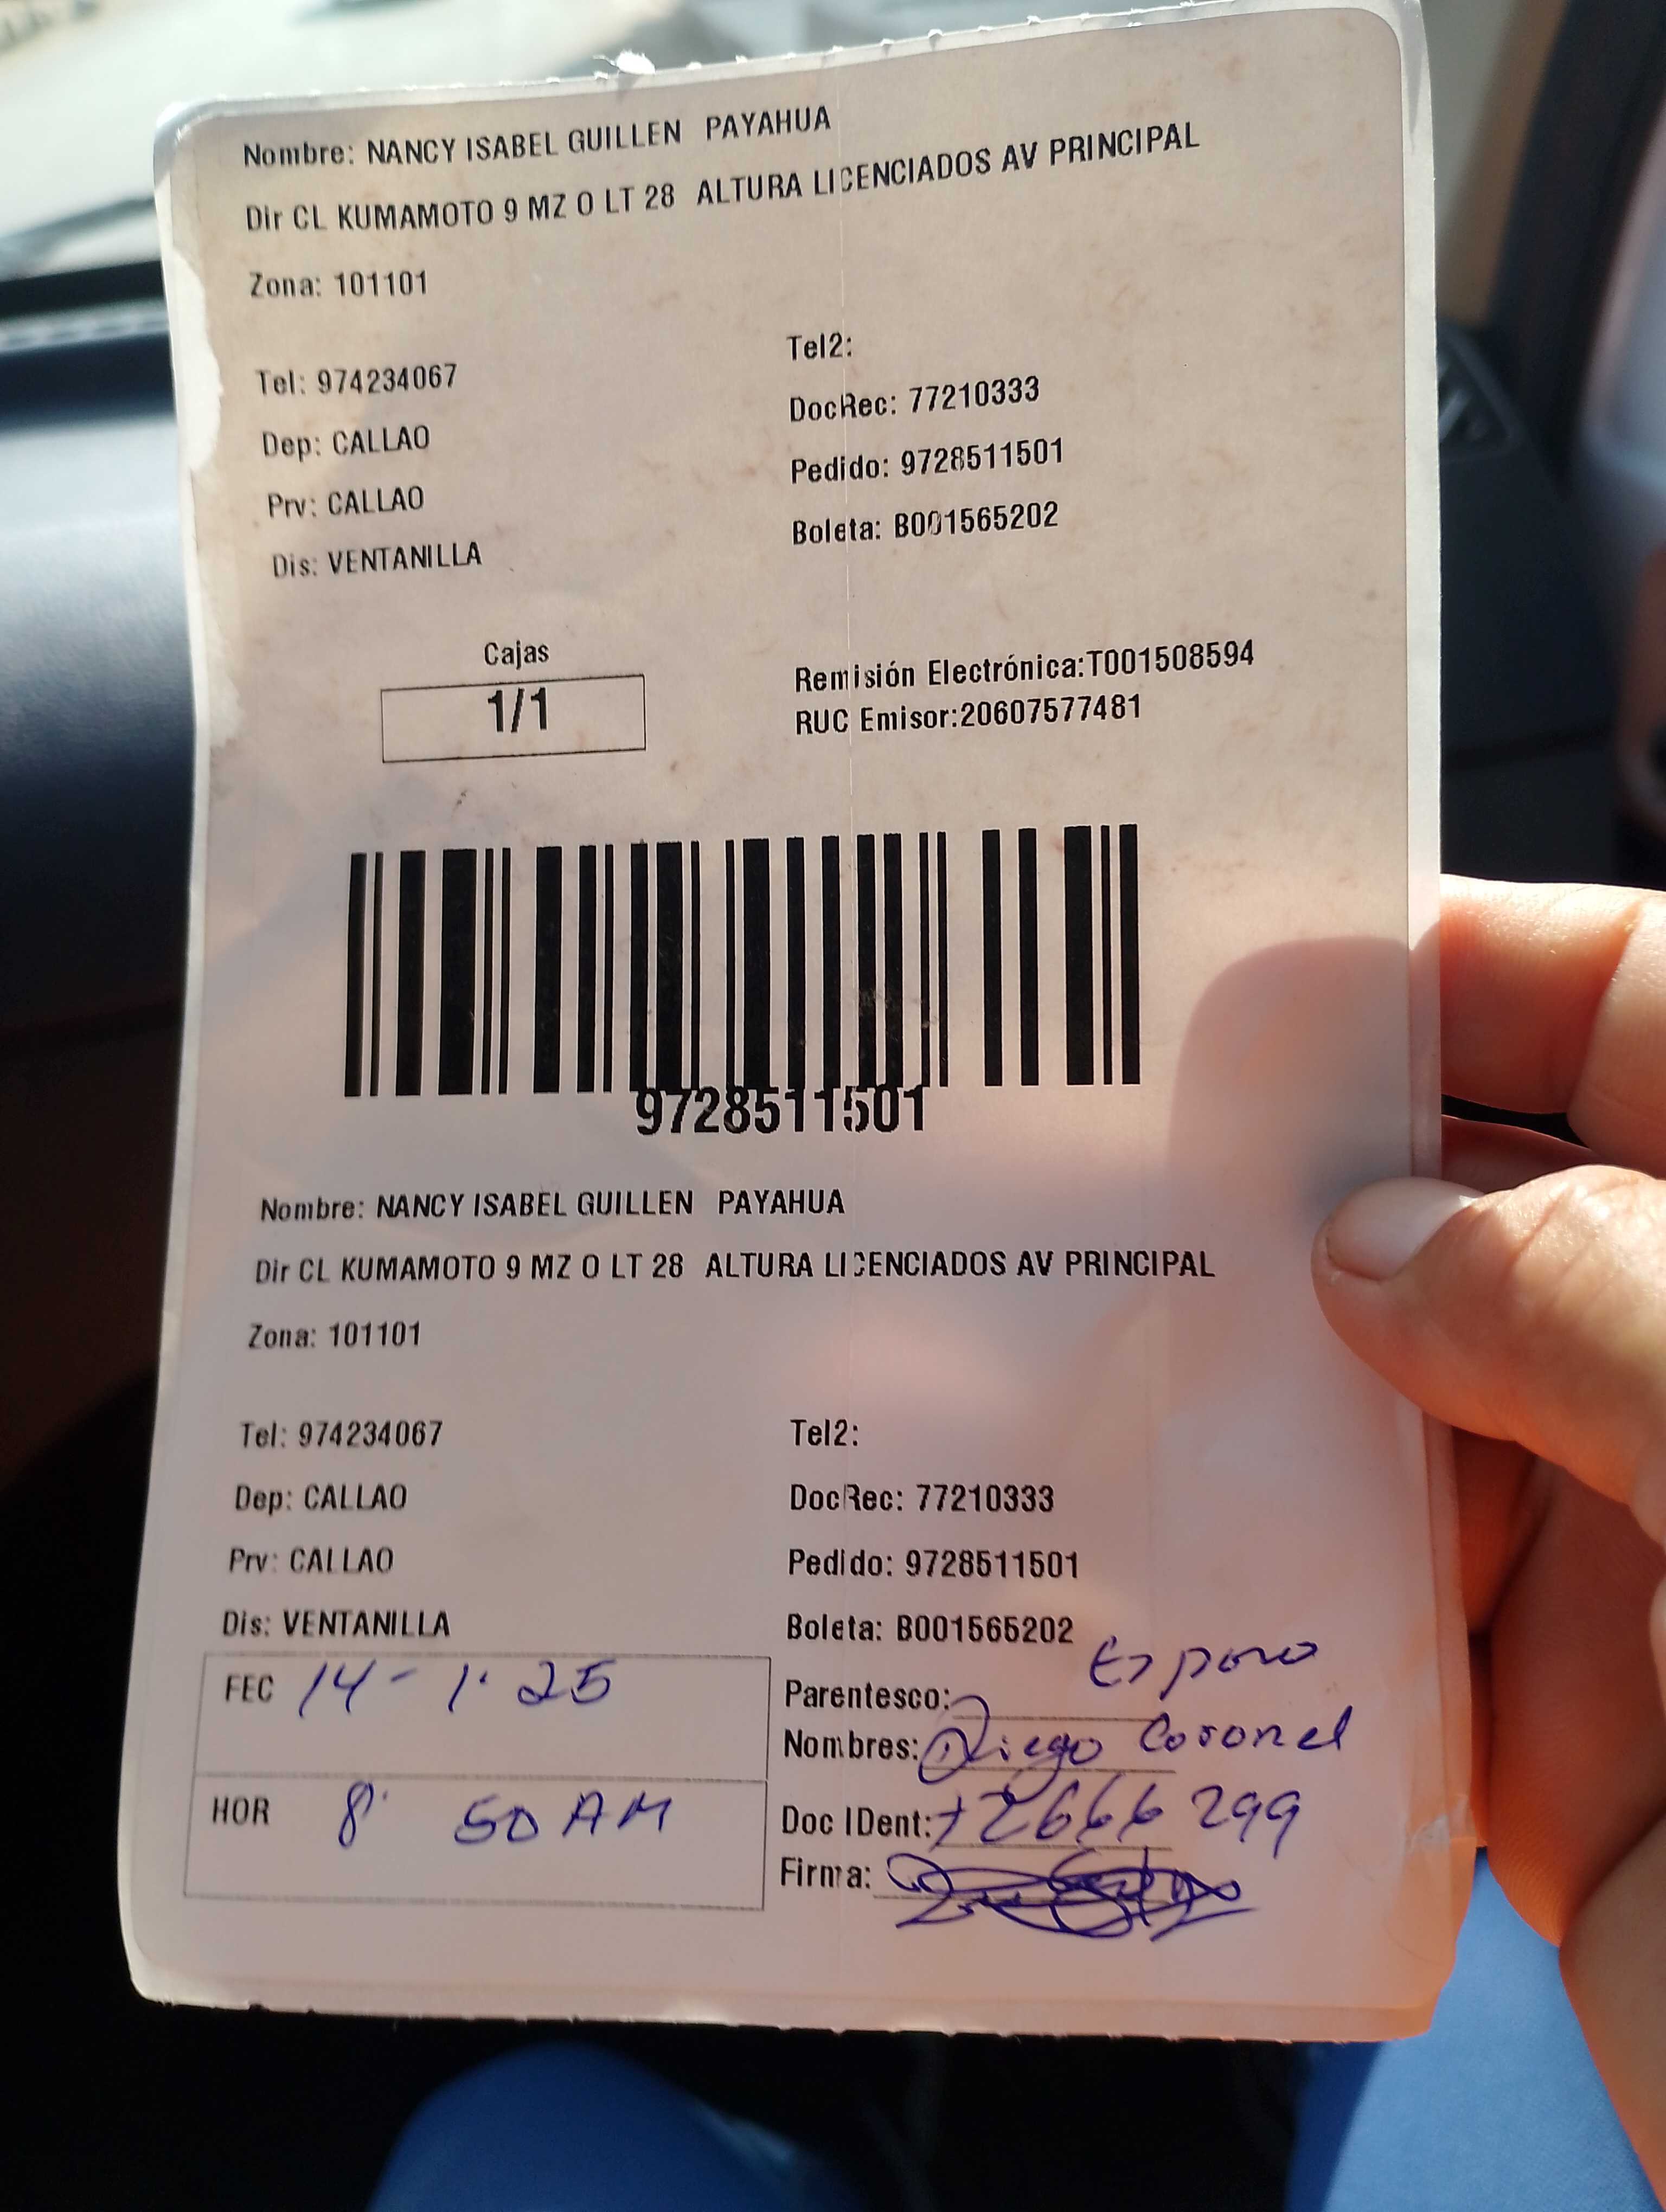 Nombre: NANCY ISABEL GUILLEN PAYAHUA
Dir CL KUMAMOTO 9 MZ O LT 28 ALTURA LICENCIADOS AV PRINCIPAL
Zona: 101101
Tel2:
Tel: 974234067
DocRec: 77210333
Dep: CALLAO
Pedido: 9728511501
Prv: CALLAO
Boleta: B001565202
Dis: VENTANILLA
Cajas
1/1
Remisión Electrónica:T001508594
RUC Emisor:20607577481
9728511501
Nombre: NANCY ISABEL GUILLEN PAYAHUA
Dir CL KUMAMOTO 9 MZ O LT 28 ALTURA LICENCIADOS AV PRINCIPAL
Zona: 101101
Tel: 974234067
Tel2:
Dep: CALLAO
DocRec: 77210333
Prv: CALLAO
Pedido: 9728511501
Dis: VENTANILLA
Boleta: B001565202
FEC 14-1·25
Parentesco: Esposo
Nombres: Diego Coronel
HOR 8 50 AM
Doc IDent: 72666299
Firma: